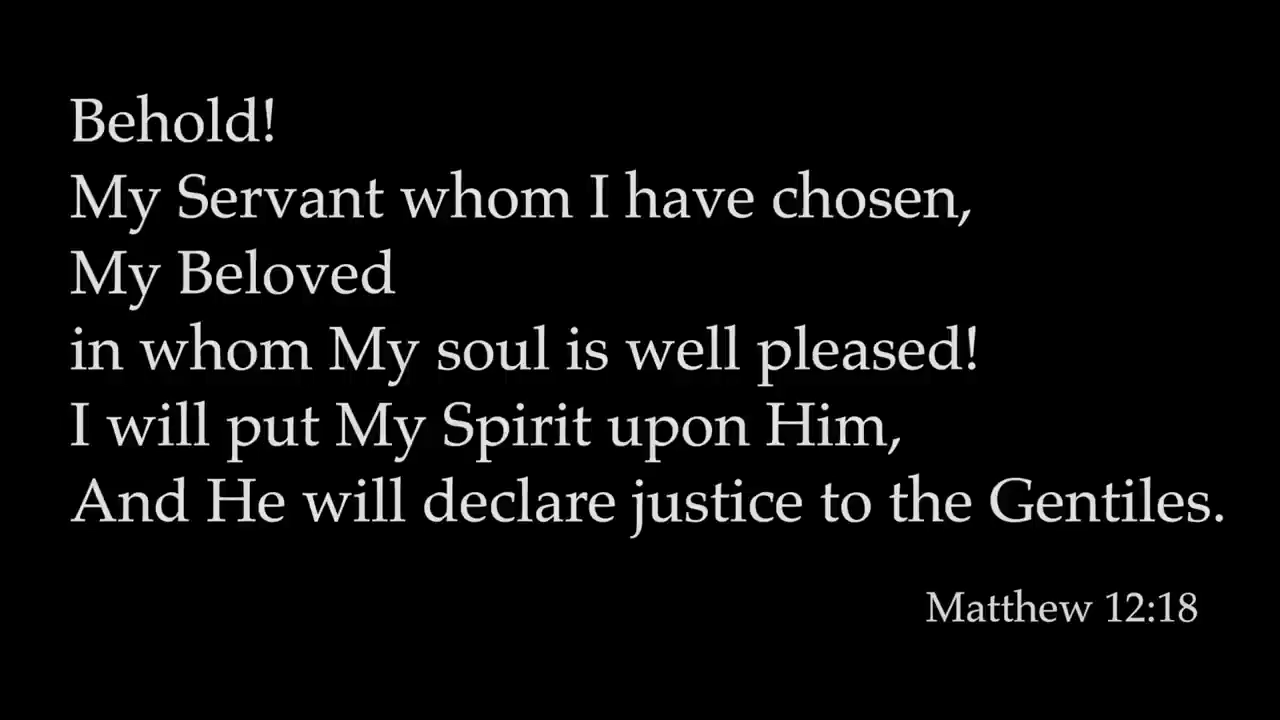 Behold!
My Servant whom I have chosen,
My Beloved
in whom My soul is well pleased!
I will put My Spirit upon Him,
And He will declare justice to the Gentiles.
Matthew 12:18